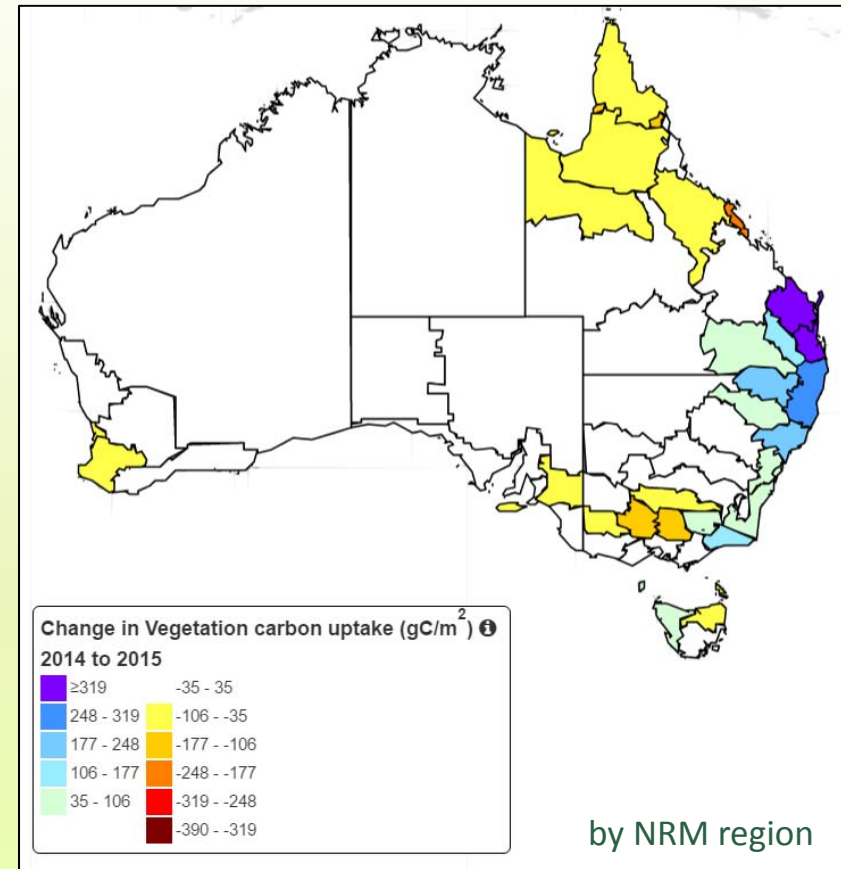 Change in Vegetation carbon uptake (gC/m²)
2014 to 2015
≥319 -35 - 35
248 - 319 -106 - -35
177 - 248 -177 - -106
106 - 177 -248 - -177
35 - 106 -319 - -248
-390 - -319
by NRM region